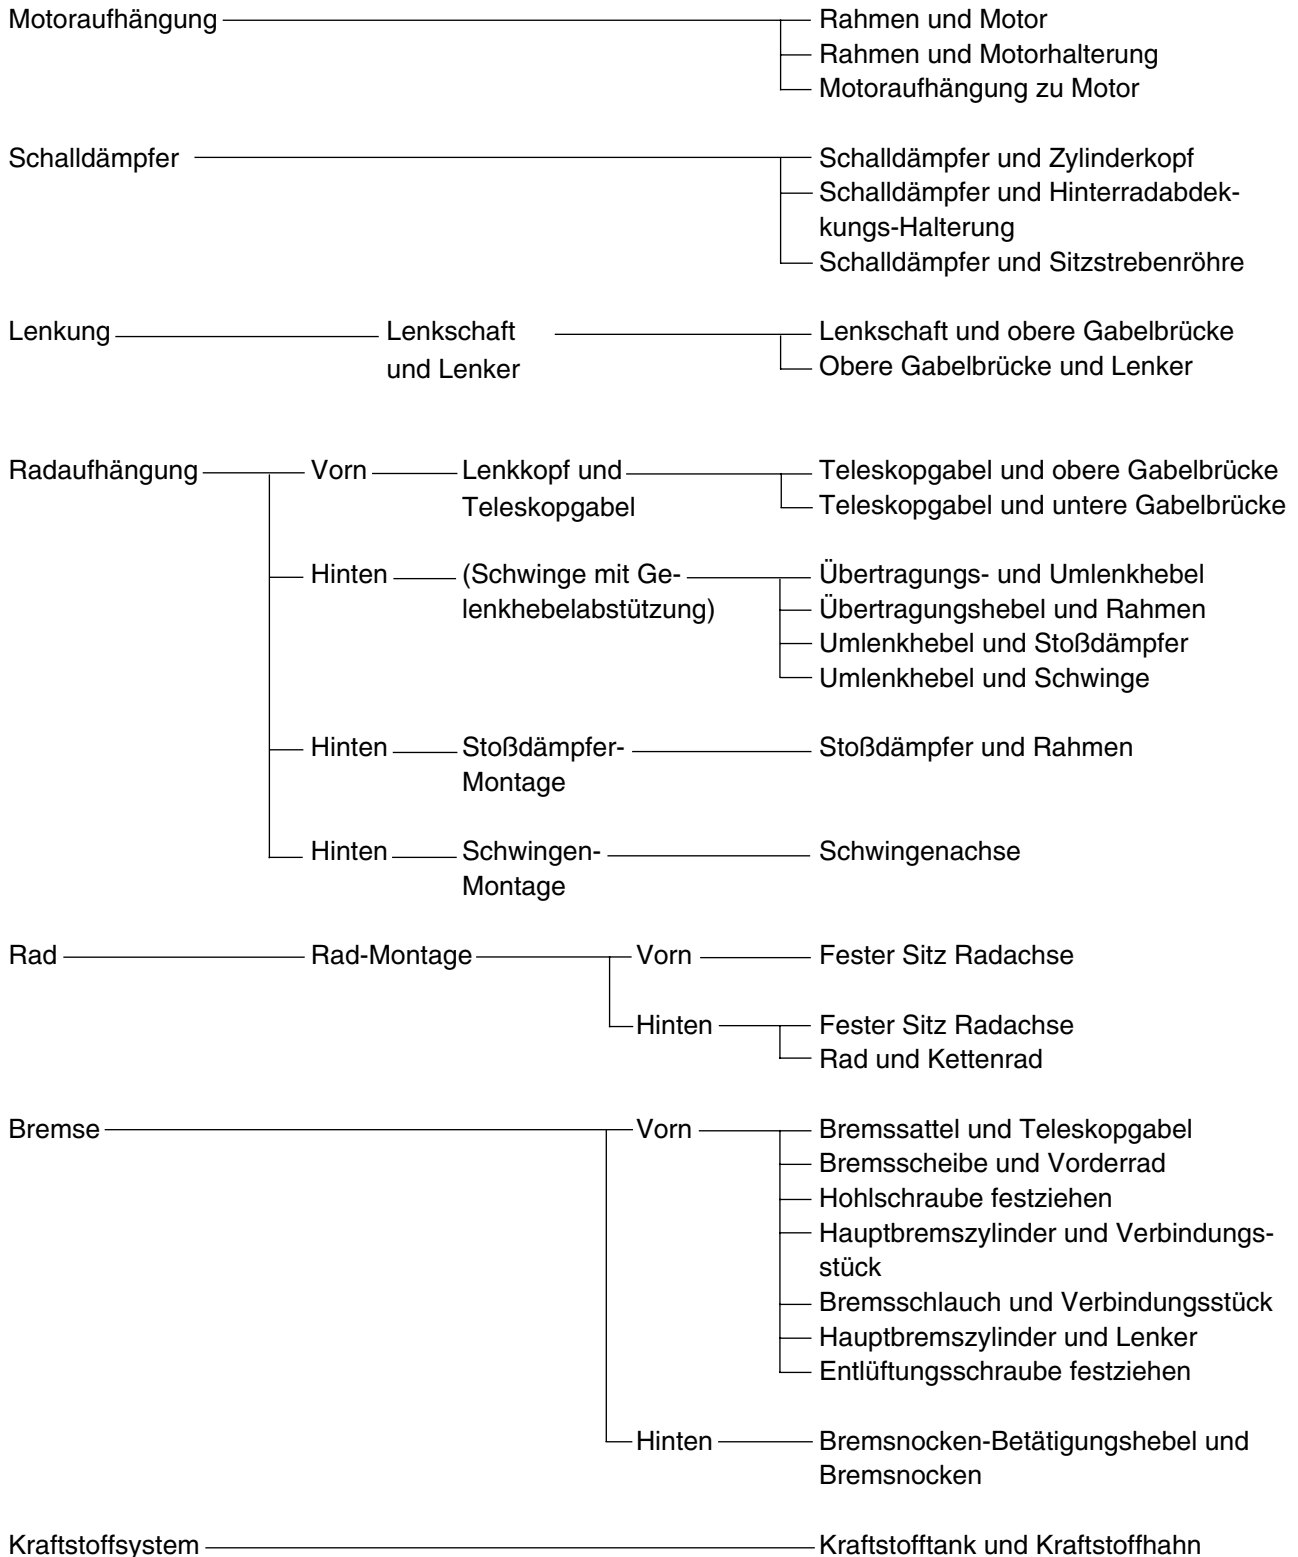 Motoraufhängung Rahmen und Motor
Rahmen und Motorhalterung
Motoraufhängung zu Motor
Schalldämpfer Schalldämpfer und Zylinderkopf
Schalldämpfer und Hinterradabdek-
kungs-Halterung
Schalldämpfer und Sitzstrebenröhre
Lenkung Lenkschaft Lenkschaft und obere Gabelbrücke
und Lenker Obere Gabelbrücke und Lenker
Radaufhängung Vorn Lenkkopf und Teleskopgabel und obere Gabelbrücke
Teleskopgabel Teleskopgabel und untere Gabelbrücke
Hinten (Schwinge mit Ge- Übertragungs- und Umlenkhebel
lenkhebelabstützung) Übertragungshebel und Rahmen
Umlenkhebel und Stoßdämpfer
Umlenkhebel und Schwinge
Hinten Stoßdämpfer- Stoßdämpfer und Rahmen
Montage
Hinten Schwingen- Schwingenachse
Montage
Rad Rad-Montage Vorn Fester Sitz Radachse
Hinten Fester Sitz Radachse
Rad und Kettenrad
Bremse Vorn Bremssattel und Teleskopgabel
Bremsscheibe und Vorderrad
Hohlschraube festziehen
Hauptbremszylinder und Verbindungs-
stück
Bremsschlauch und Verbindungsstück
Hauptbremszylinder und Lenker
Entlüftungsschraube festziehen
Hinten Bremsnocken-Betätigungshebel und
Bremsnocken
Kraftstoffsystem Kraftstofftank und Kraftstoffhahn